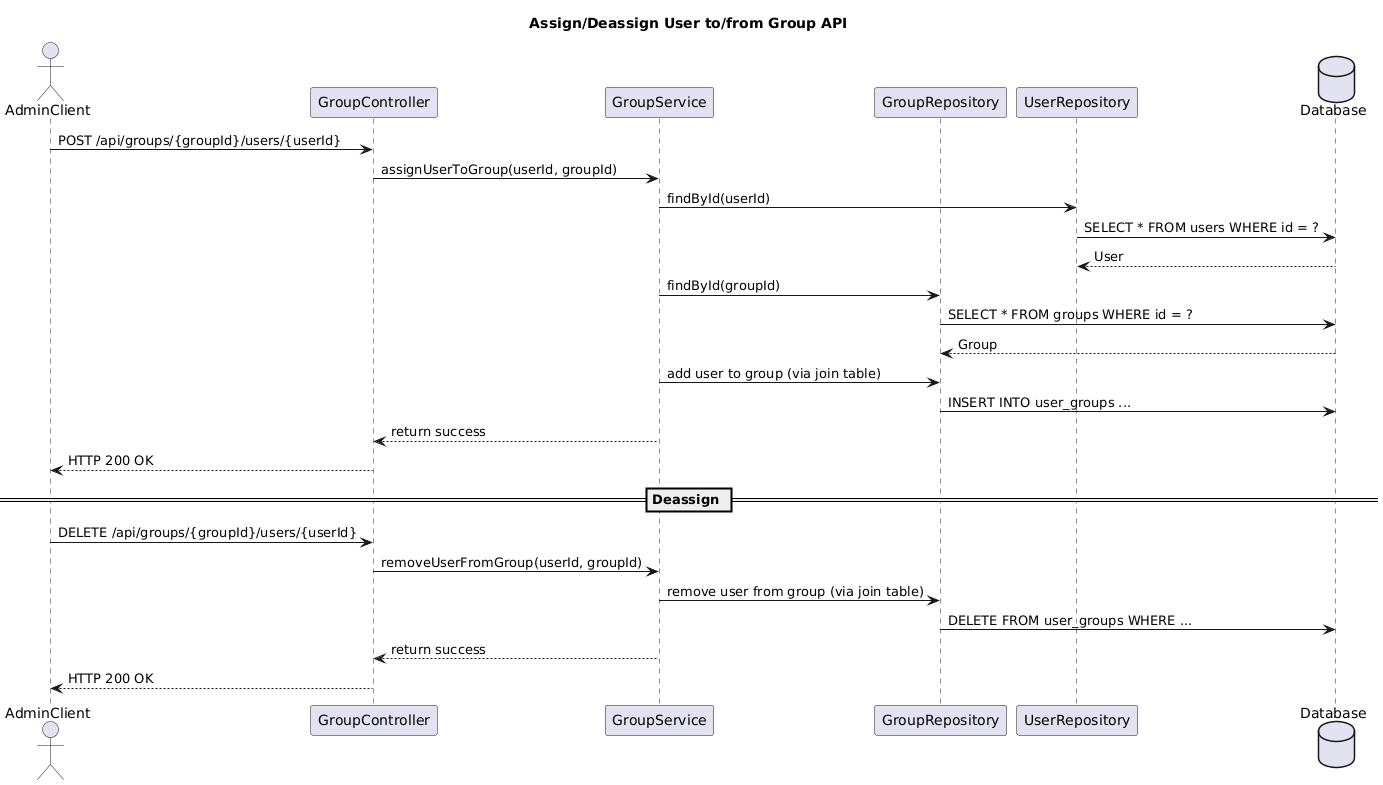 Assign/Deassign User to/from Group API
AdminClient
GroupController
GroupService
GroupRepository
UserRepository
Database
POST /api/groups/{groupId}/users/{userId}
assignUserToGroup(userId, groupId)
findById(userId)
SELECT * FROM users WHERE id = ?
User
findById(groupId)
SELECT * FROM groups WHERE id = ?
Group
add user to group (via join table)
INSERT INTO user_groups ...
return success
HTTP 200 OK
Deassign
DELETE /api/groups/{groupId}/users/{userId}
removeUserFromGroup(userId, groupId)
remove user from group (via join table)
DELETE FROM user_groups WHERE ...
return success
HTTP 200 OK
AdminClient
GroupController
GroupService
GroupRepository
UserRepository
Database